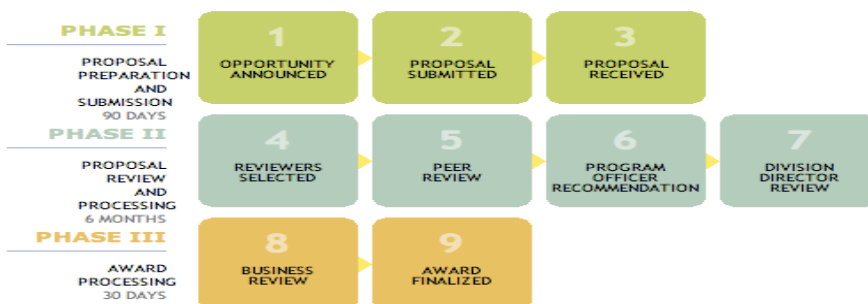 PHASE I
PROPOSAL
PREPARATION
AND
SUBMISSION
90 DAYS
1
OPPORTUNITY
ANNOUNCED
2
PROPOSAL
SUBMITTED
3
PROPOSAL
RECEIVED
PHASE II
PROPOSAL
REVIEW
AND
PROCESSING
6 MONTHS
4
REVIEWERS
SELECTED
5
PEER
REVIEW
6
PROGRAM
OFFICER
RECOMMENDATION
7
DIVISION
DIRECTOR
REVIEW
PHASE III
AWARD
PROCESSING
30 DAYS
8
BUSINESS
REVIEW
9
AWARD
FINALIZED